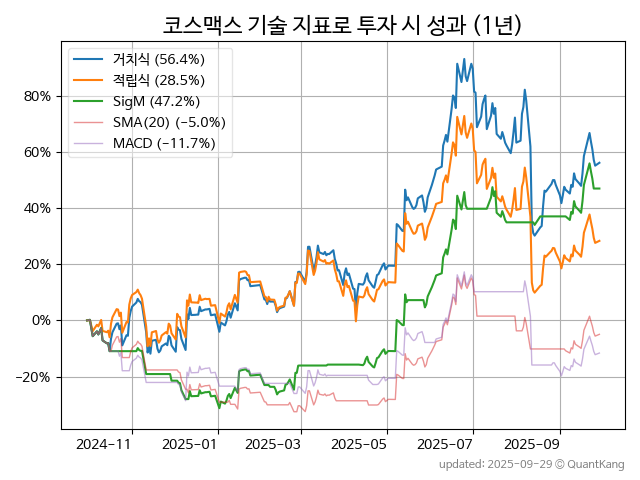 코스맥스 기술 지표로 투자 시 성과 (1년)
거치식 (56.4%)
적립식 (28.5%)
SigM (47.2%)
SMA(20) (−5.0%)
MACD (−11.7%)
80%
60%
40%
20%
0%
−20%
2024−11
2025−01
2025−03
2025−05
2025−07
2025−09
updated: 2025−09−29 © QuantKang